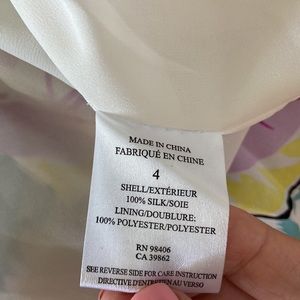 MADE IN CHINA
FABRIQUÉ EN CHINE
4
SHELL/EXTÉRIEUR
100% SILK/SOIE
LINING/DOUBLURE:
100% POLYESTER/POLYESTER
RN 98406
CA 39862
SEE REVERSE SIDE FOR CARE INSTRUCTION
DIRECTIVE D'ENTRETIEN AU VERSO